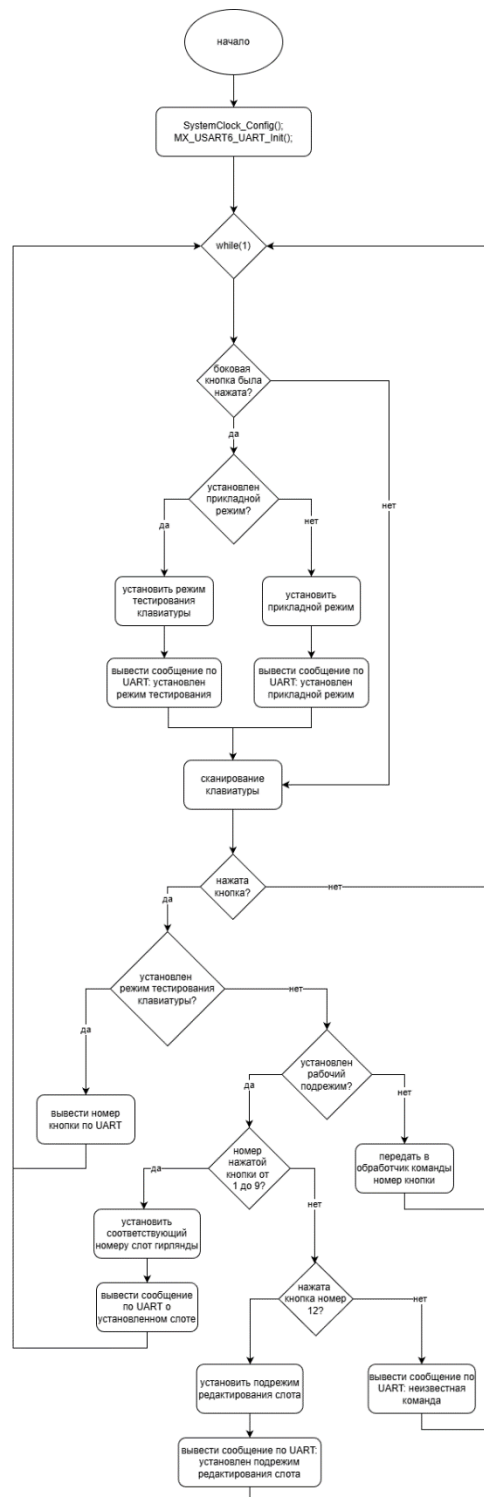 начало
SystemClock_Config();
MX_USART6_UART_Init();
while(1)
боковая
кнопка была
нажата?
да
нет
установлен
прикладной
режим?
да
нет
установить режим
тестирования
клавиатуры
установить
прикладной режим
вывести сообщение по
UART: установлен
режим тестирования
вывести сообщение по
UART: установлен
прикладной режим
сканирование
клавиатуры
нажата
кнопка?
да
нет
установлен
режим тестирования
клавиатуры?
да
нет
вывести номер
кнопки по UART
установлен
рабочий
подрежим?
да
нет
номер
нажатой
кнопки от
1 до 9?
да
нет
передать в
обработчик команды
номер кнопки
установить
соответствующий
номеру слот гирлянды
вывести сообщение
по UART о
установленном слоте
нажата
кнопка номер
12?
да
нет
установить подрежим
редактирования слота
вывести сообщение по
UART: неизвестная
команда
вывести сообщение по UART:
установлен подрежим
редактирования слота